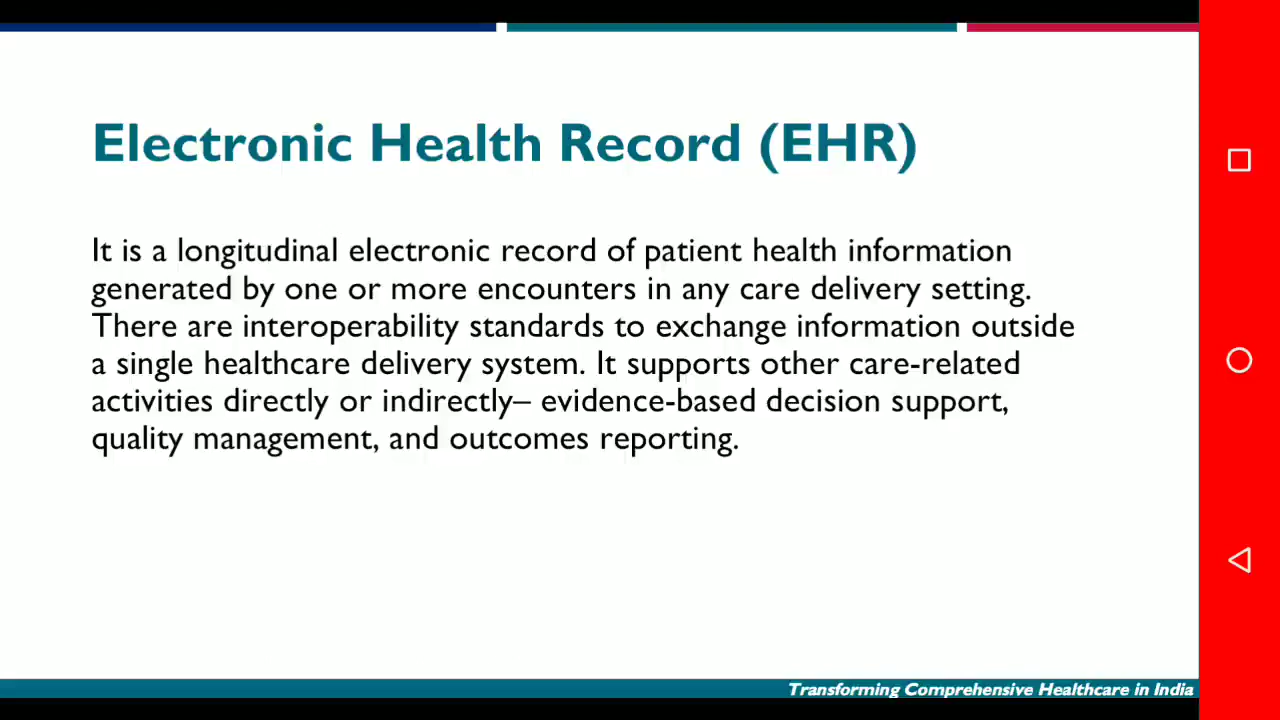 Electronic Health Record (EHR)
It is a longitudinal electronic record of patient health information
generated by one or more encounters in any care delivery setting.
There are interoperability standards to exchange information outside
a single healthcare delivery system. It supports other care-related
activities directly or indirectly– evidence-based decision support,
quality management, and outcomes reporting.
Transforming Comprehensive Healthcare in India